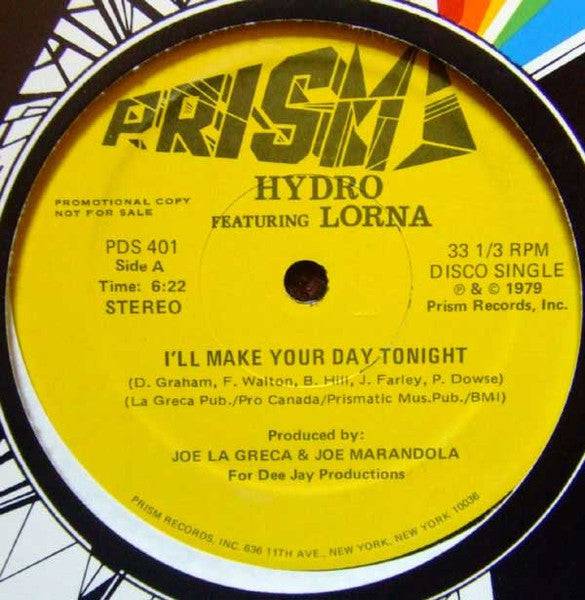 PRISM
HYDRO
FEATURING LORNA
PROMOTIONAL COPY
NOT FOR SALE
PDS 401
Side A
Time: 6:22
STEREO
33 1/3 RPM
DISCO SINGLE
℗ & © 1979
Prism Records, Inc.
I'LL MAKE YOUR DAY TONIGHT
(D. Graham, F. Walton, B. Hill, J. Farley, P. Dowse)
(La Greca Pub./Pro Canada/Prismatic Mus.Pub./BMI)
Produced by:
JOE LA GRECA & JOE MARANDOLA
For Dee Jay Productions
PRISM RECORDS, INC. 636 11TH AVE., NEW YORK, NEW YORK 10036